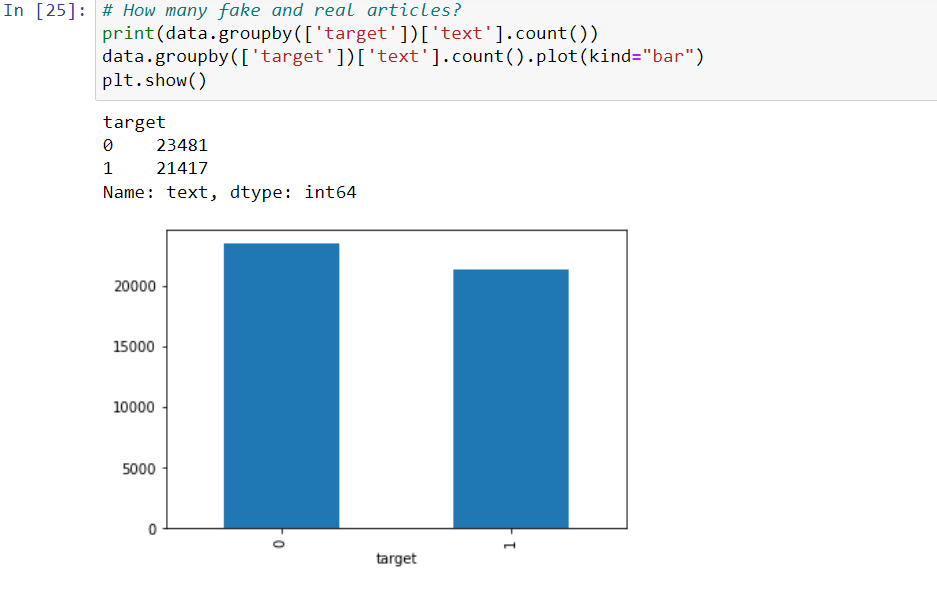 In [25]: # How many fake and real articles?
print(data.groupby(['target'])['text'].count())
data.groupby(['target'])['text'].count().plot(kind="bar")
plt.show()
target
0    23481
1    21417
Name: text, dtype: int64
20000
15000
10000
5000
0
0 1
target